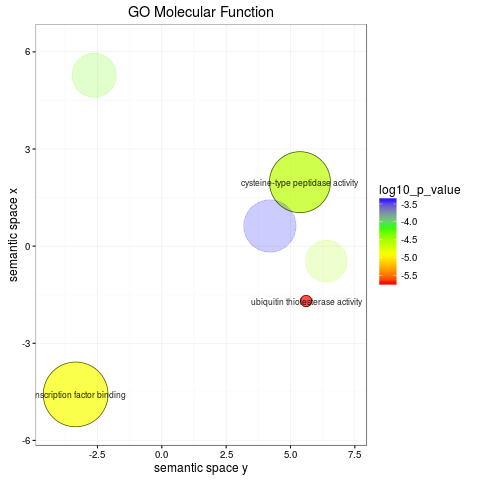 GO Molecular Function
6
3
0
-3
-6
semantic space x
cysteine-type peptidase activity
ubiquitin thiolesterase activity
nscription factor binding
-2.5 0.0 2.5 5.0 7.5
semantic space y
log10_p_value
-3.5
-4.0
-4.5
-5.0
-5.5